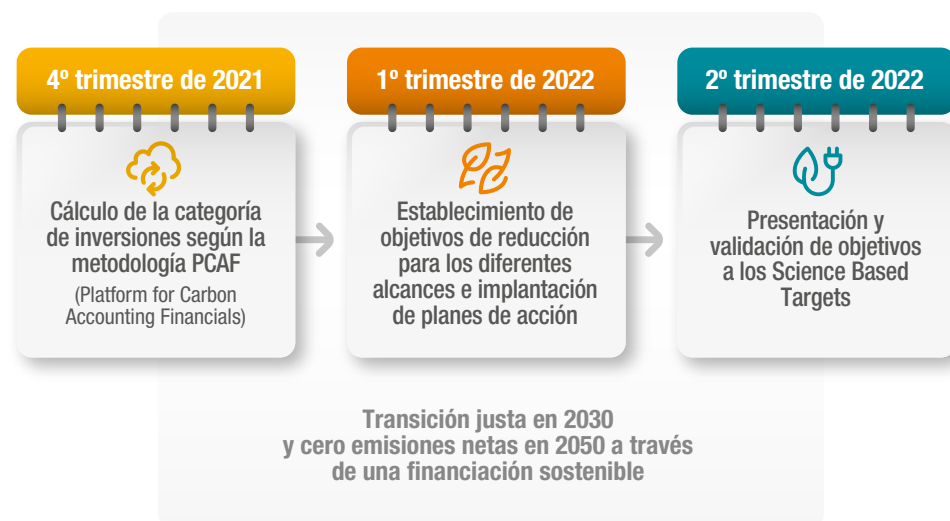 4º trimestre de 2021
Cálculo de la categoría
de inversiones según la
metodología PCAF
(Platform for Carbon
Accounting Financials)
1º trimestre de 2022
Establecimiento de
objetivos de reducción
para los diferentes
alcances e implantación
de planes de acción
2º trimestre de 2022
Presentación y
validación de objetivos
a los Science Based
Targets
Transición justa en 2030
y cero emisiones netas en 2050 a través
de una financiación sostenible